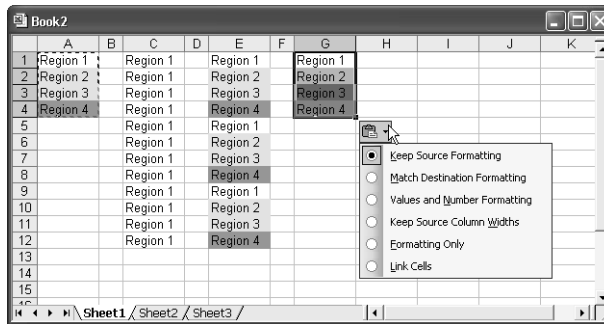 Book2
A B C D E F G H I J K
1 Region 1 Region 1 Region 1 Region 1
2 Region 2 Region 1 Region 2 Region 2
3 Region 3 Region 1 Region 3 Region 3
4 Region 4 Region 1 Region 4 Region 4
5 Region 1 Region 1
6 Region 1 Region 2
7 Region 1 Region 3 Keep Source Formatting
8 Region 1 Region 4 Match Destination Formatting
9 Region 1 Region 1 Values and Number Formatting
10 Region 1 Region 2 Keep Source Column Widths
11 Region 1 Region 3 Formatting Only
12 Region 1 Region 4 Link Cells
13
14
15
Sheet1 / Sheet2 / Sheet3 /